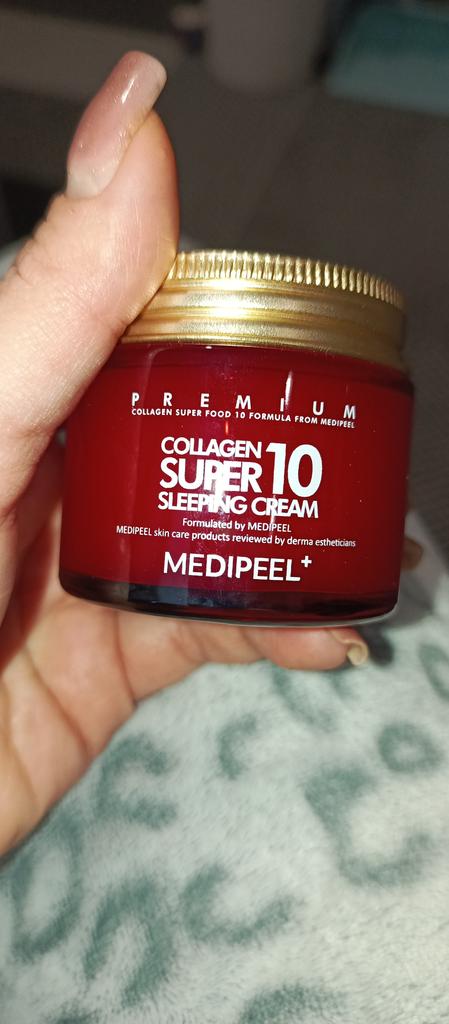 PREMIUM
COLLAGEN SUPER FOOD 10 FORMULA FROM MEDIPEEL
COLLAGEN
SUPER 10
SLEEPING CREAM
Formulated by MEDIPEEL
MEDIPEEL skin care products reviewed by derma estheticians
MEDIPEEL+